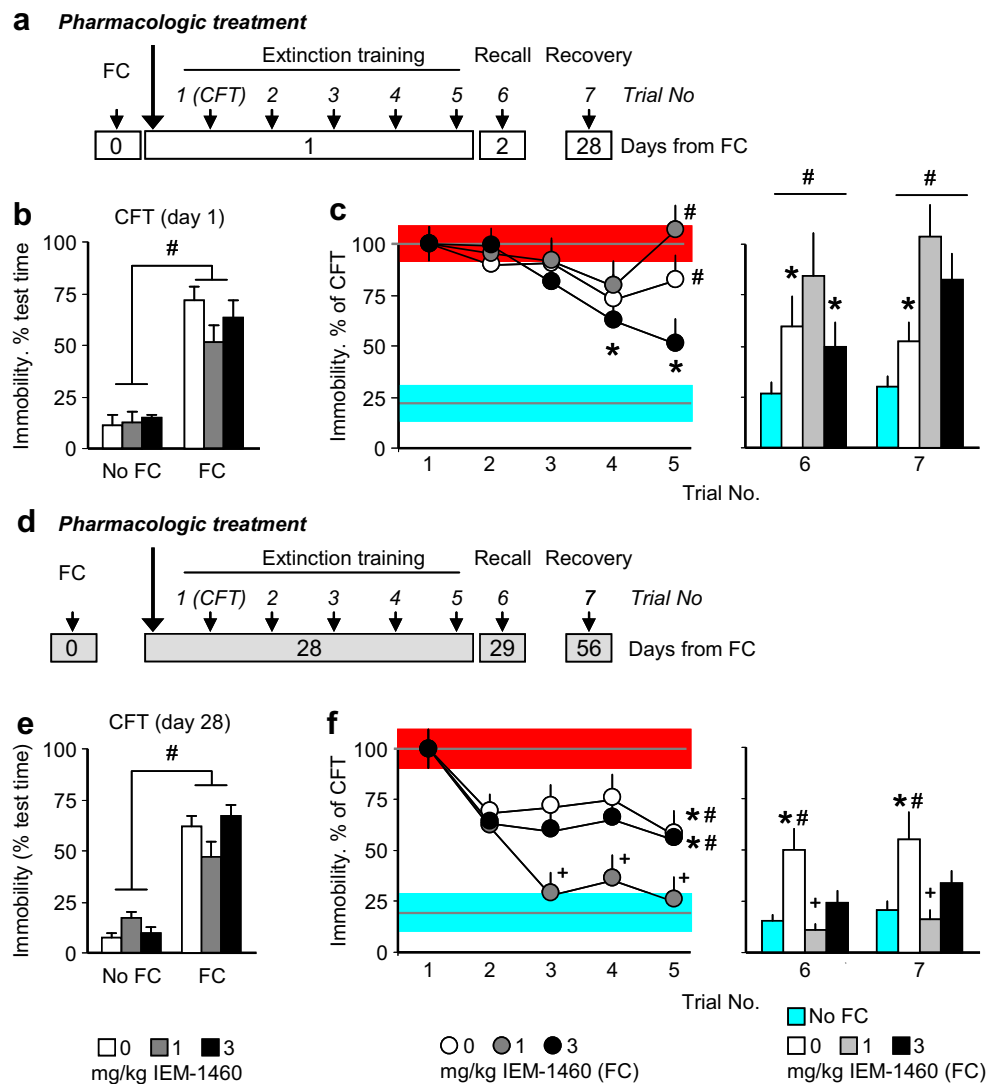 a Pharmacologic treatment
FC Extinction training Recall Recovery
1 (CFT) 2 3 4 5 6 7 Trial No
0 1 2 28 Days from FC
b CFT (day 1)
#
Immobility. % test time
100
75
50
25
0
No FC FC
c
Immobility. % of CFT
100
75
50
25
0
#
#
*
*
1 2 3 4 5
# #
* * *
6 7
Trial No.
d Pharmacologic treatment
FC Extinction training Recall Recovery
1 (CFT) 2 3 4 5 6 7 Trial No
0 28 29 56 Days from FC
e CFT (day 28)
#
Immobility (% test time)
100
75
50
25
0
No FC FC
f
Immobility. % of CFT
100
75
50
25
0
*#
*#
+ + +
1 2 3 4 5
*# *#
+ +
6 7
Trial No.
0 1 3
mg/kg IEM-1460
0 1 3
mg/kg IEM-1460 (FC)
No FC
0 1 3
mg/kg IEM-1460 (FC)